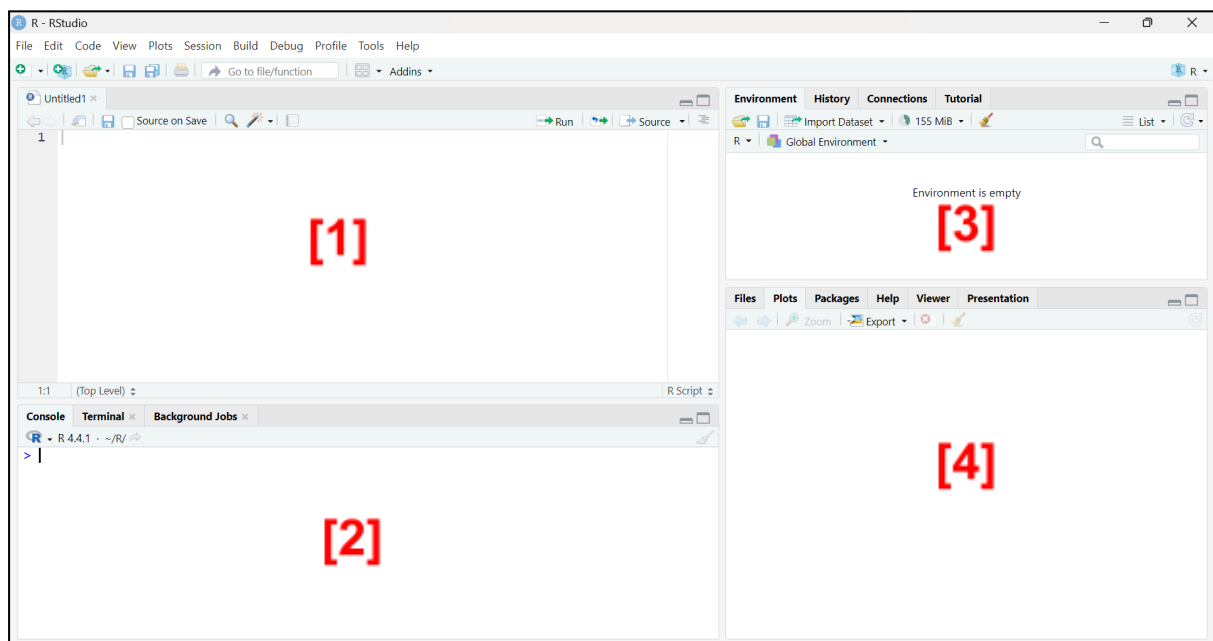 R - RStudio
File Edit Code View Plots Session Build Debug Profile Tools Help
Go to file/function Addins R
Untitled1
Source on Save Run Source
1
[1]
1:1 (Top Level) R Script
Console Terminal Background Jobs
R R 4.4.1 · ~/R/
>
[2]
Environment History Connections Tutorial
Import Dataset 155 MiB List
R Global Environment
Environment is empty
[3]
Files Plots Packages Help Viewer Presentation
Zoom Export
[4]